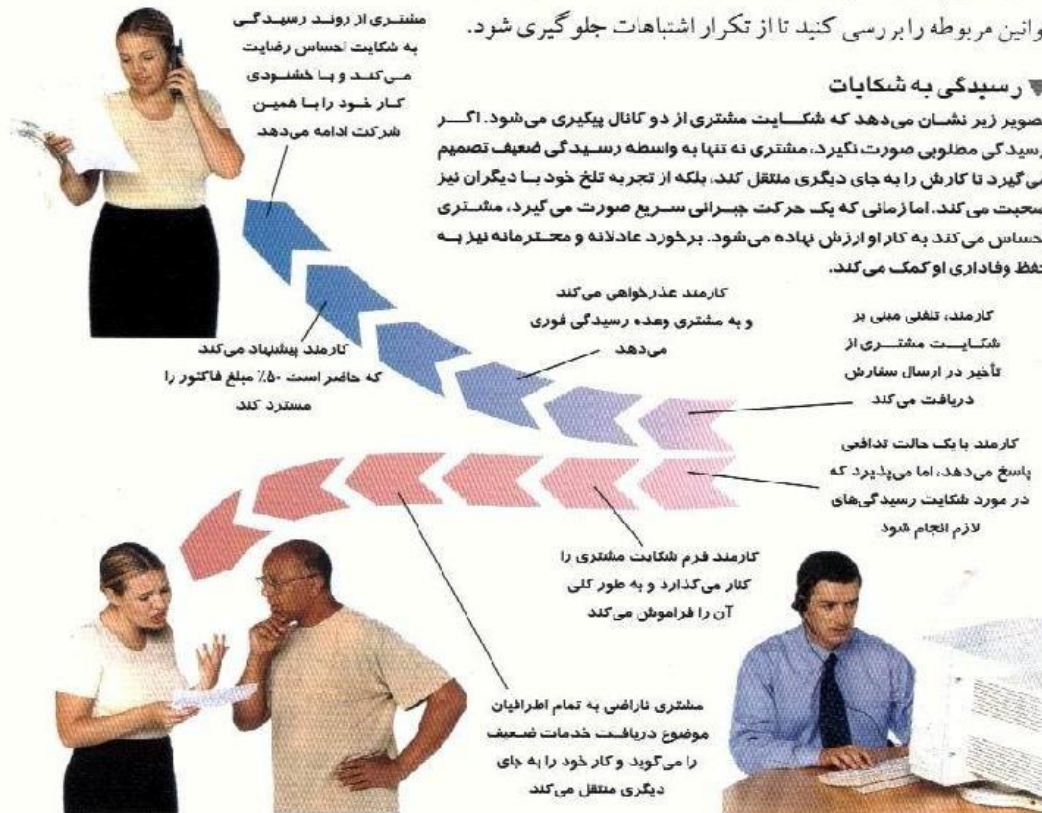 وانین مربوطه را بررسی کنید تا از تکرار اشتباهات جلوگیری شود.
رسیدگی به شکایات
صویر زیر نشان می‌دهد که شکایت مشتری از دو کانال پیگیری می‌شود. اگر
رسیدگی مطلوبی صورت نگیرد، مشتری نه تنها به واسطه رسیدگی ضعیف تصمیم
می‌گیرد تا کارش را به جای دیگری منتقل کند، بلکه از تجربه تلخ خود با دیگران نیز
صحبت می‌کند. اما زمانی که یک حرکت جبرانی سریع صورت می‌گیرد، مشتری
حساس می‌کند به کار او ارزش نهاده می‌شود. برخورد عادلانه و محترمانه نیز به
حفظ وفاداری او کمک می‌کند.
مشتری از روند رسیدگی
به شکایت احساس رضایت
می‌کند و با خشنودی
کار خود را با همین
شرکت ادامه می‌دهد
کارمند، تلفنی مبنی بر
شکایت مشتری از
تأخیر در ارسال سفارش
دریافت می‌کند
کارمند عذرخواهی می‌کند
و به مشتری وعده رسیدگی فوری
می‌دهد
کارمند پیشنهاد می‌کند
که حاضر است ۵۰٪ مبلغ فاکتور را
مسترد کند
کارمند با یک حالت تدافعی
پاسخ می‌دهد، اما می‌پذیرد که
در مورد شکایت رسیدگی‌های
لازم انجام شود
کارمند فرم شکایت مشتری را
کنار می‌گذارد و به طور کلی
آن را فراموش می‌کند
مشتری ناراضی به تمام اطرافیان
موضوع دریافت خدمات ضعیف
را می‌گوید و کار خود را به جای
دیگری منتقل می‌کند